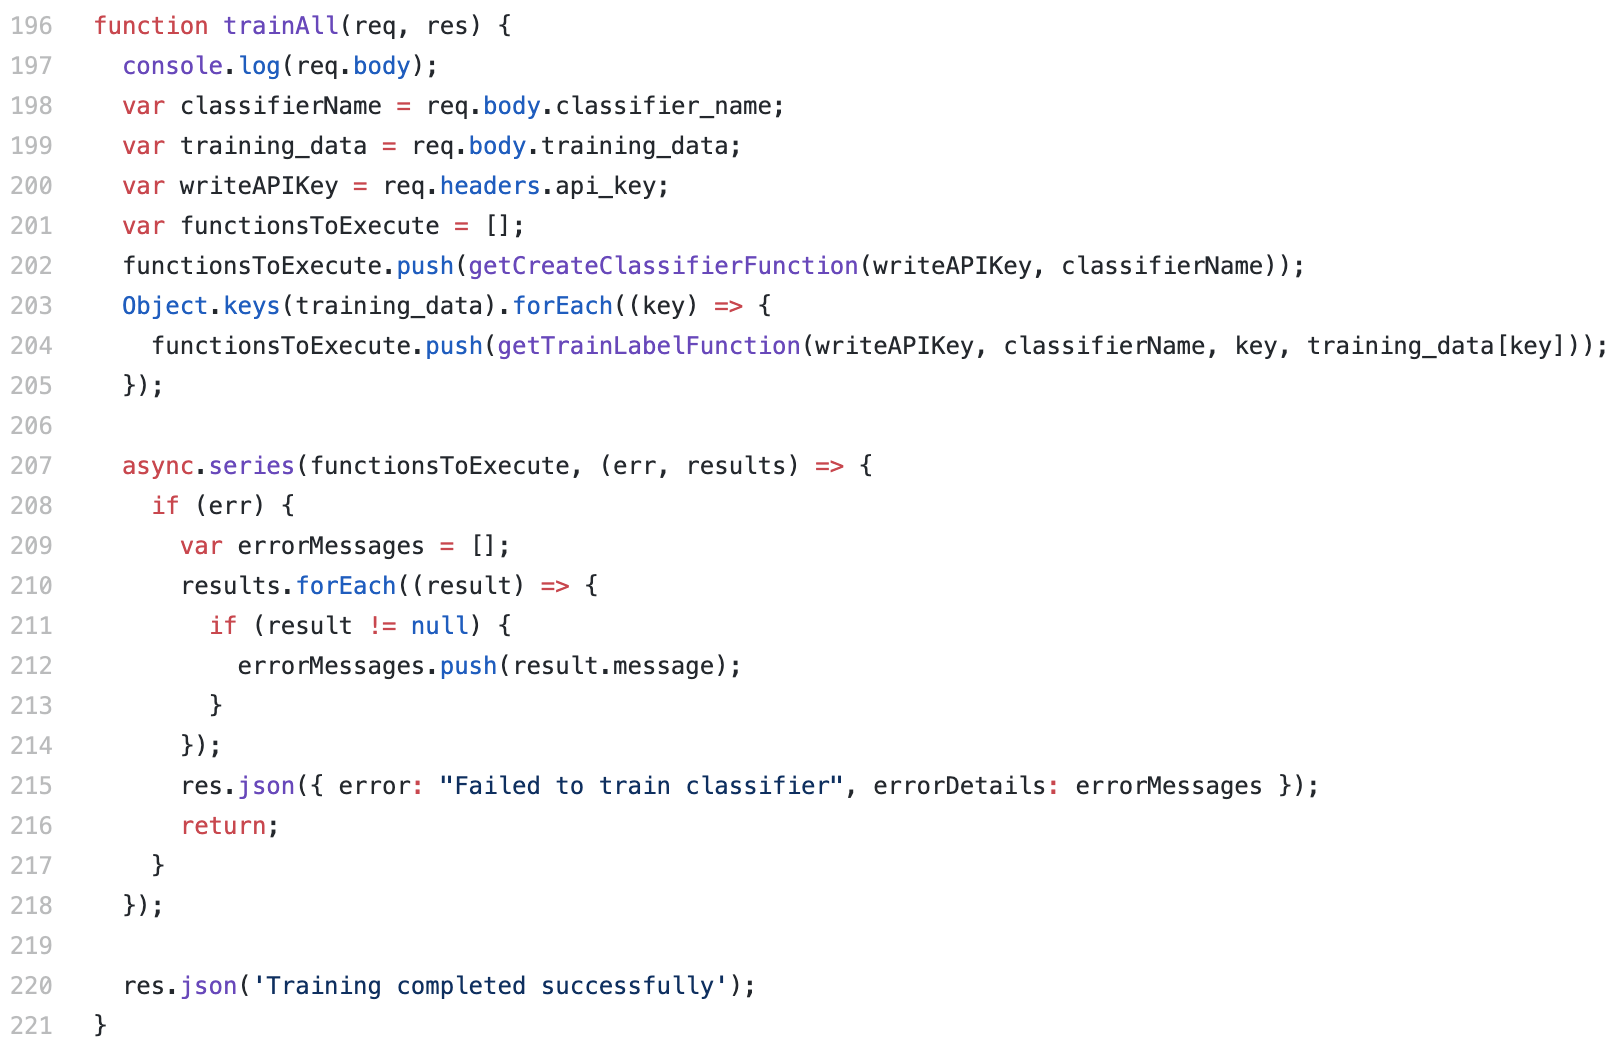 196 function trainAll(req, res) {
197   console.log(req.body);
198   var classifierName = req.body.classifier_name;
199   var training_data = req.body.training_data;
200   var writeAPIKey = req.headers.api_key;
201   var functionsToExecute = [];
202   functionsToExecute.push(getCreateClassifierFunction(writeAPIKey, classifierName));
203   Object.keys(training_data).forEach((key) => {
204     functionsToExecute.push(getTrainLabelFunction(writeAPIKey, classifierName, key, training_data[key]));
205   });
206
207   async.series(functionsToExecute, (err, results) => {
208     if (err) {
209       var errorMessages = [];
210       results.forEach((result) => {
211         if (result != null) {
212           errorMessages.push(result.message);
213         }
214       });
215       res.json({ error: "Failed to train classifier", errorDetails: errorMessages });
216       return;
217     }
218   });
219
220   res.json('Training completed successfully');
221 }